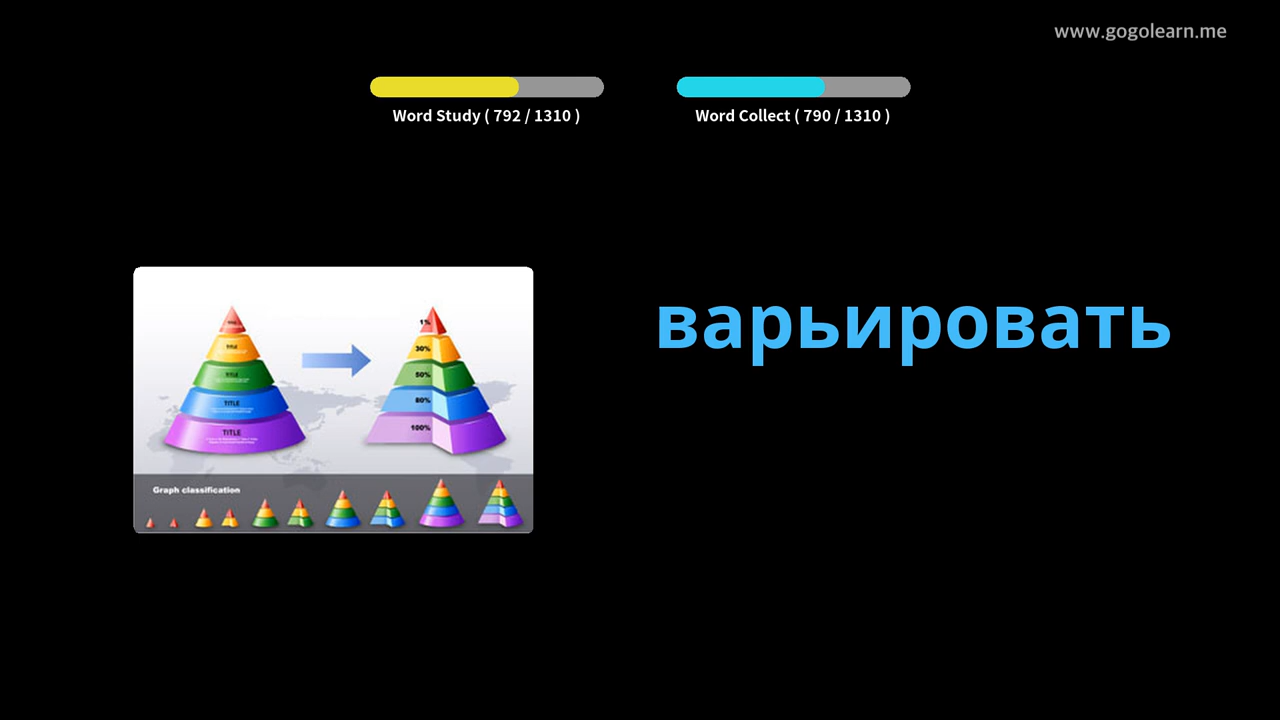 www.gogolearn.me
Word Study ( 792 / 1310 )
Word Collect ( 790 / 1310 )
варьировать
TITLE
TITLE
TITLE
TITLE
1%
30%
50%
80%
100%
Graph classification